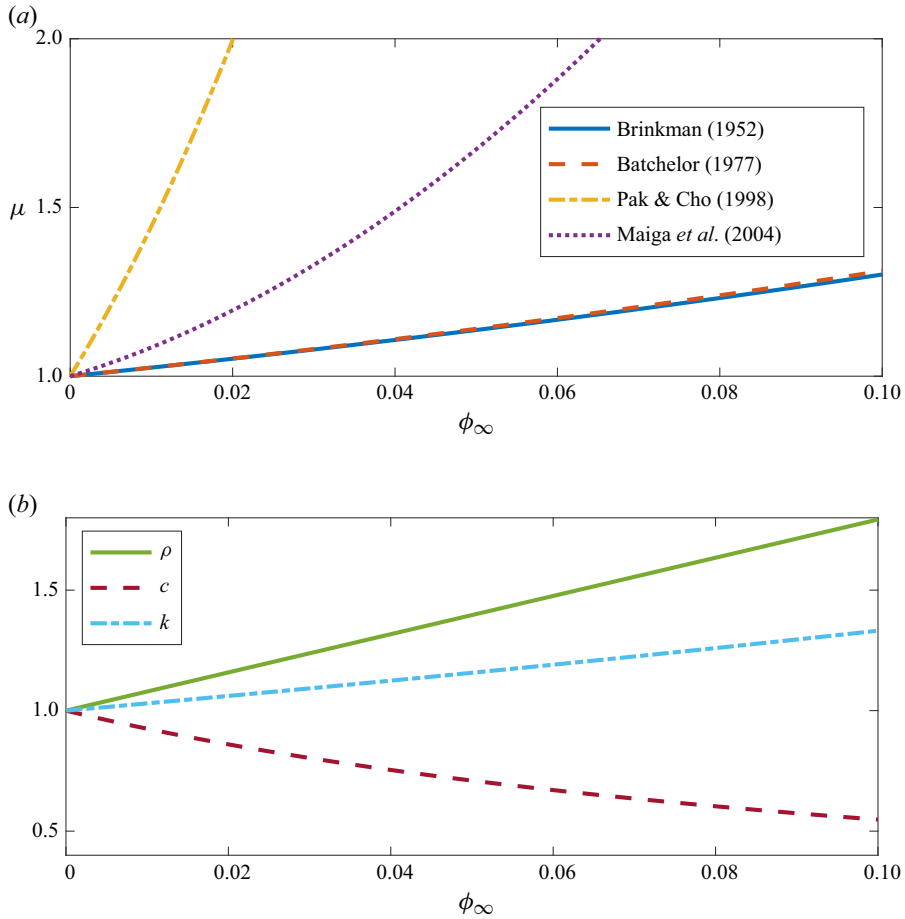 (a)
2.0
1.5
1.0
μ
Brinkman (1952)
Batchelor (1977)
Pak & Cho (1998)
Maiga et al. (2004)
0 0.02 0.04 0.06 0.08 0.10
ϕ∞
(b)
1.5
1.0
0.5
ρ
c
k
0 0.02 0.04 0.06 0.08 0.10
ϕ∞